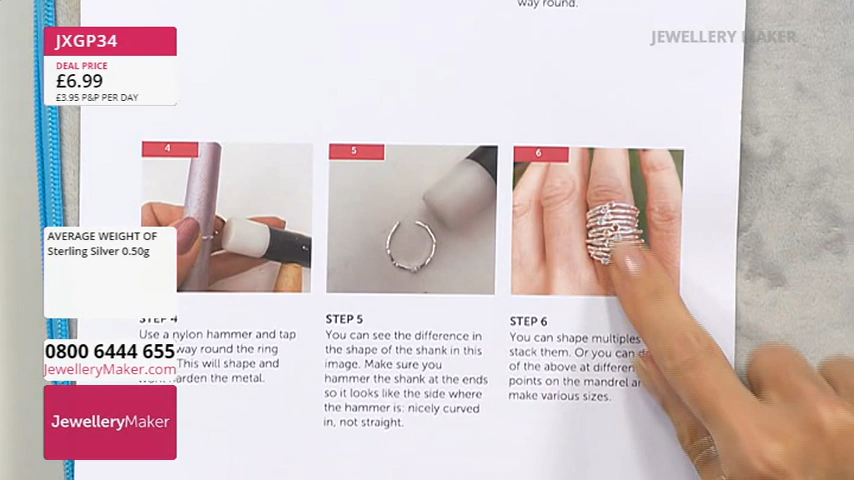 way round.
JXGP34
DEAL PRICE
£6.99
£3.95 P&P PER DAY
JEWELLERY MAKER
4
5
6
AVERAGE WEIGHT OF
Sterling Silver 0.50g
STEP 4
Use a nylon hammer and tap
way round the ring
This will shape and
work harden the metal.
STEP 5
You can see the difference in
the shape of the shank in this
image. Make sure you
hammer the shank at the ends
so it looks like the side where
the hammer is: nicely curved
in, not straight.
STEP 6
You can shape multiples
stack them. Or you can
of the above at different
points on the mandrel
make various sizes.
0800 6444 655
JewelleryMaker.com
JewelleryMaker